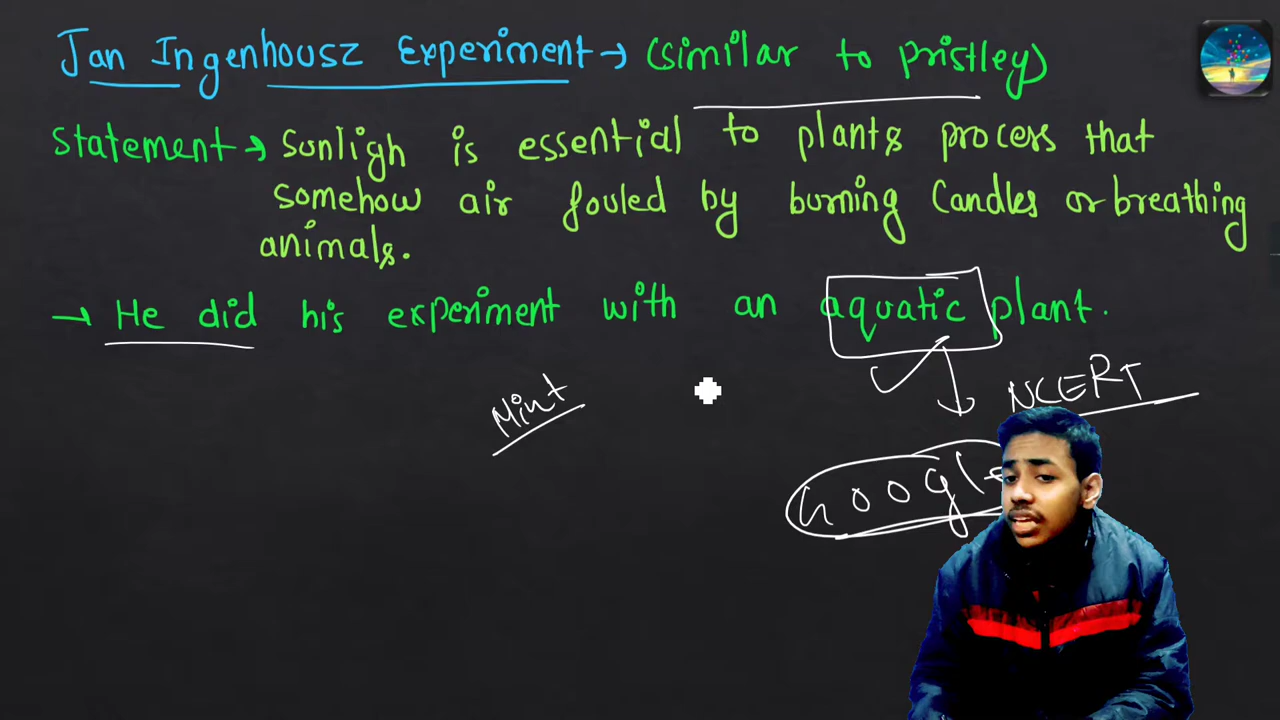 Jan Ingenhousz Experiment → (similar to pristley)
Statement → Sunligh is essential to plants process that
somehow air fouled by burning Candles or breathing
animals.
→ He did his experiment with an aquatic plant.
Mint
NCERT
Google